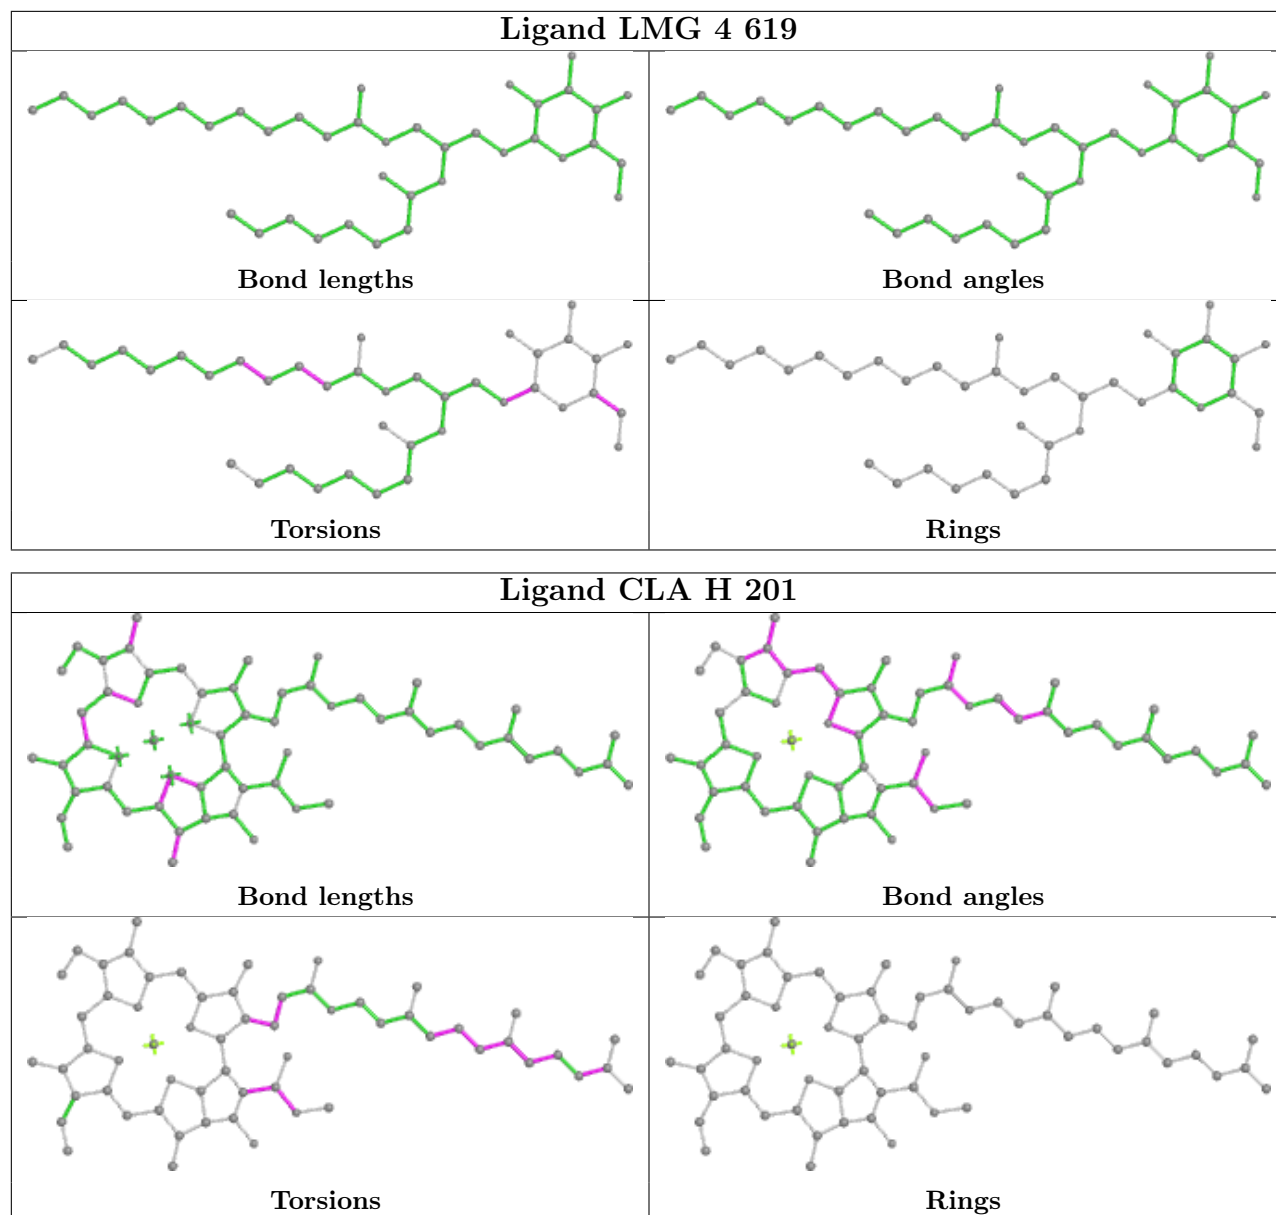 Ligand LMG 4 619
Bond lengths
Bond angles
Torsions
Rings
Ligand CLA H 201
Bond lengths
Bond angles
Torsions
Rings